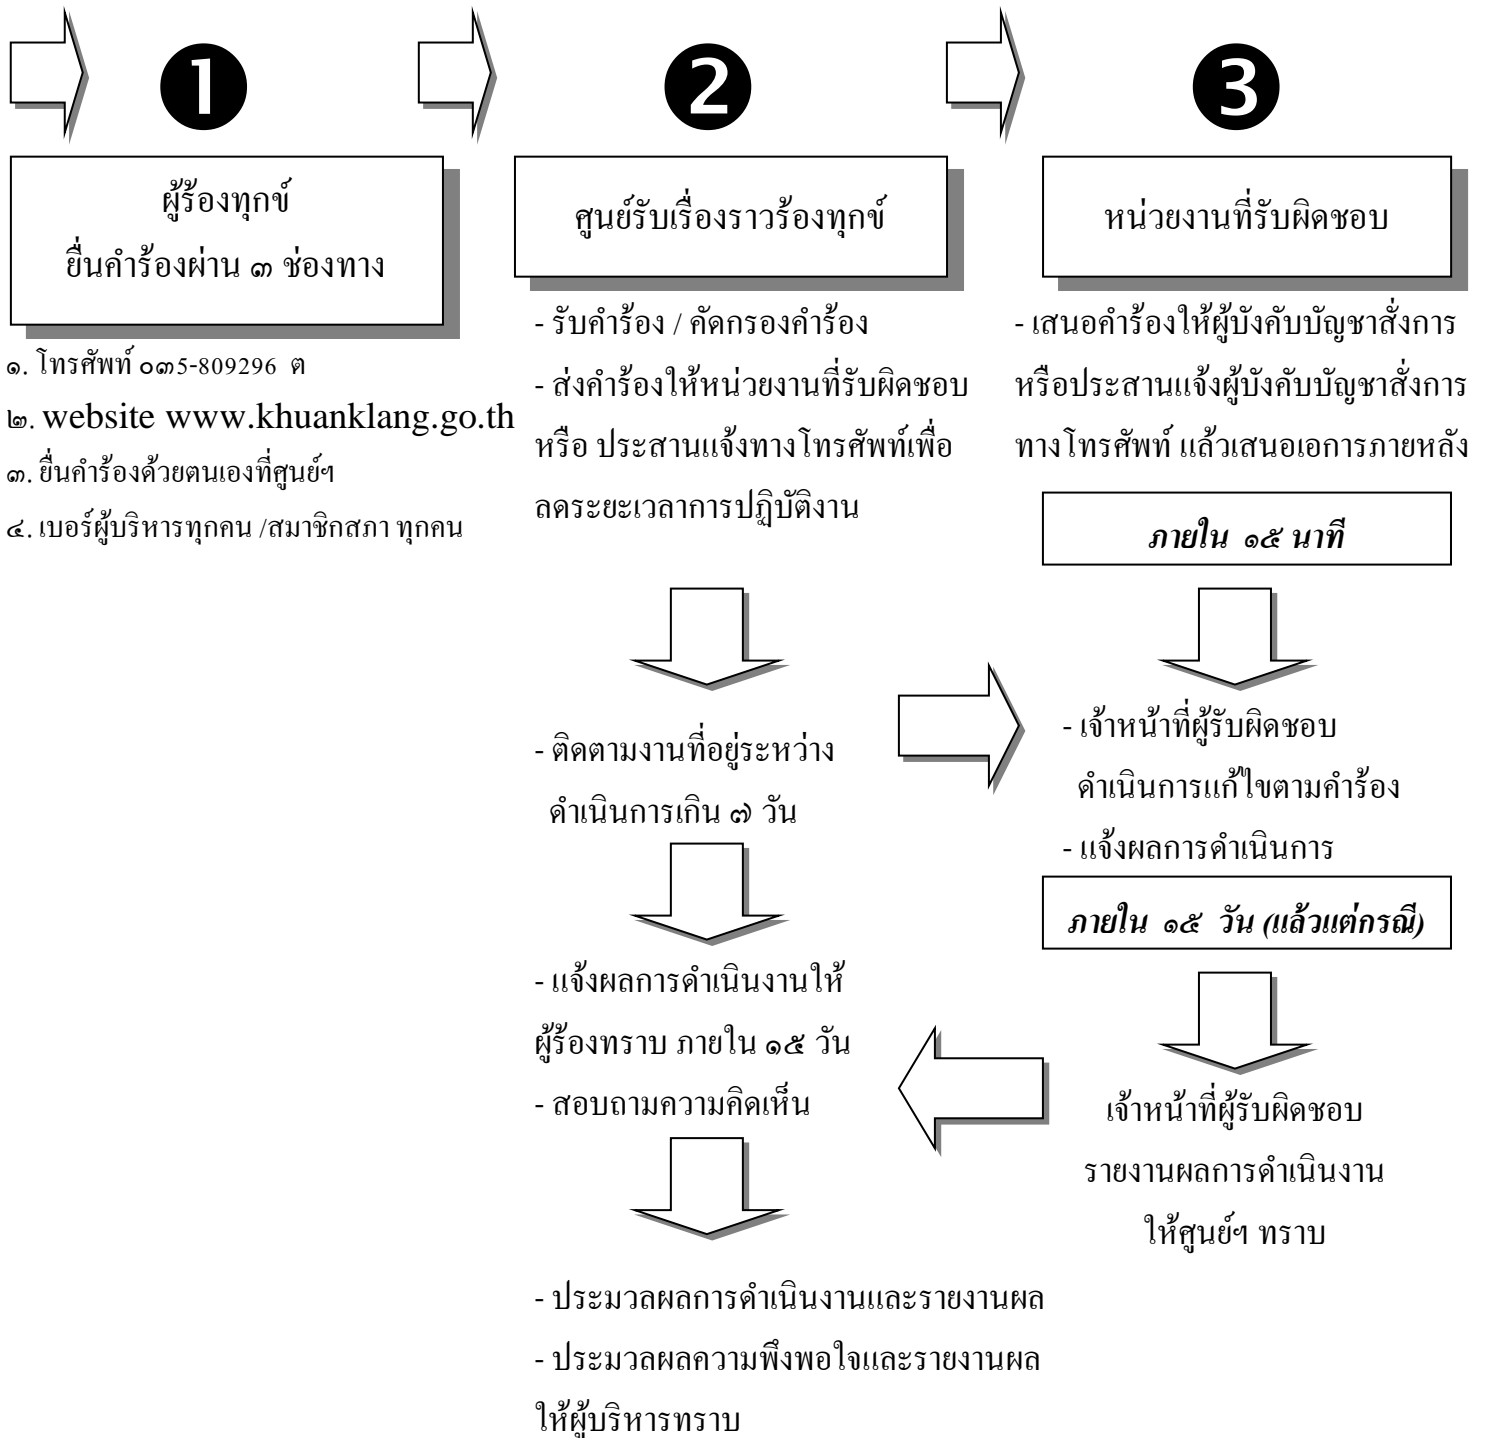 1
ผู้ร้องทุกข์
ยื่นคำร้องผ่าน ๓ ช่องทาง
๑. โทรศัพท์ ๐๓5-809296 ต
๒. website www.khuanklang.go.th
๓. ยื่นคำร้องด้วยตนเองที่ศูนย์ฯ
๔. เบอร์ผู้บริหารทุกคน /สมาชิกสภา ทุกคน
2
ศูนย์รับเรื่องราวร้องทุกข์
- รับคำร้อง / คัดกรองคำร้อง
- ส่งคำร้องให้หน่วยงานที่รับผิดชอบ
หรือ ประสานแจ้งทางโทรศัพท์เพื่อ
ลดระยะเวลาการปฏิบัติงาน
- ติดตามงานที่อยู่ระหว่าง
ดำเนินการเกิน ๗ วัน
- แจ้งผลการดำเนินงานให้
ผู้ร้องทราบ ภายใน ๑๕ วัน
- สอบถามความคิดเห็น
- ประมวลผลการดำเนินงานและรายงานผล
- ประมวลผลความพึงพอใจและรายงานผล
ให้ผู้บริหารทราบ
3
หน่วยงานที่รับผิดชอบ
- เสนอคำร้องให้ผู้บังคับบัญชาสั่งการ
หรือประสานแจ้งผู้บังคับบัญชาสั่งการ
ทางโทรศัพท์ แล้วเสนอเอการภายหลัง
ภายใน ๑๕ นาที
- เจ้าหน้าที่ผู้รับผิดชอบ
ดำเนินการแก้ไขตามคำร้อง
- แจ้งผลการดำเนินการ
ภายใน ๑๕ วัน (แล้วแต่กรณี)
เจ้าหน้าที่ผู้รับผิดชอบ
รายงานผลการดำเนินงาน
ให้ศูนย์ฯ ทราบ